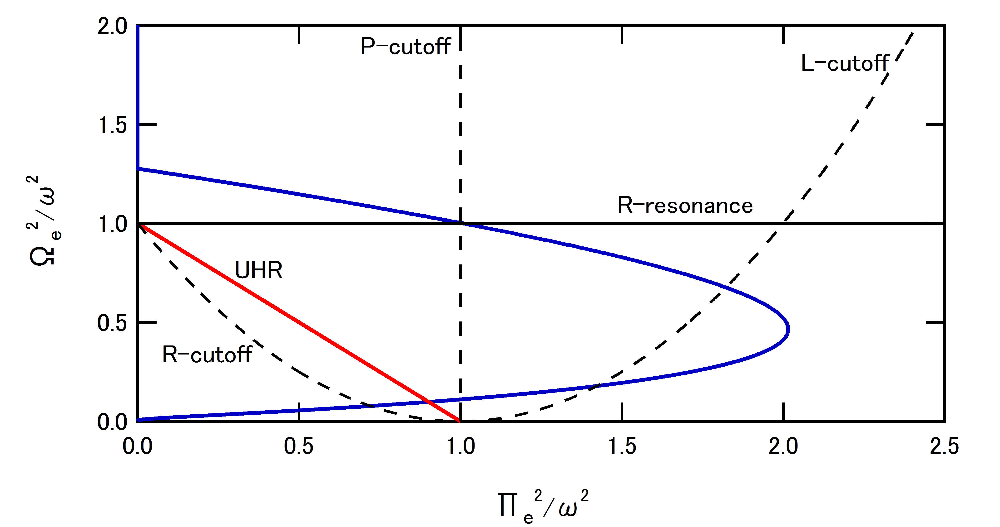 2.0
P-cutoff
L-cutoff
1.5
R-resonance
1.0
Ωe²/ω²
UHR
0.5
R-cutoff
0.0
0.0 0.5 1.0 1.5 2.0 2.5
Πe²/ω²